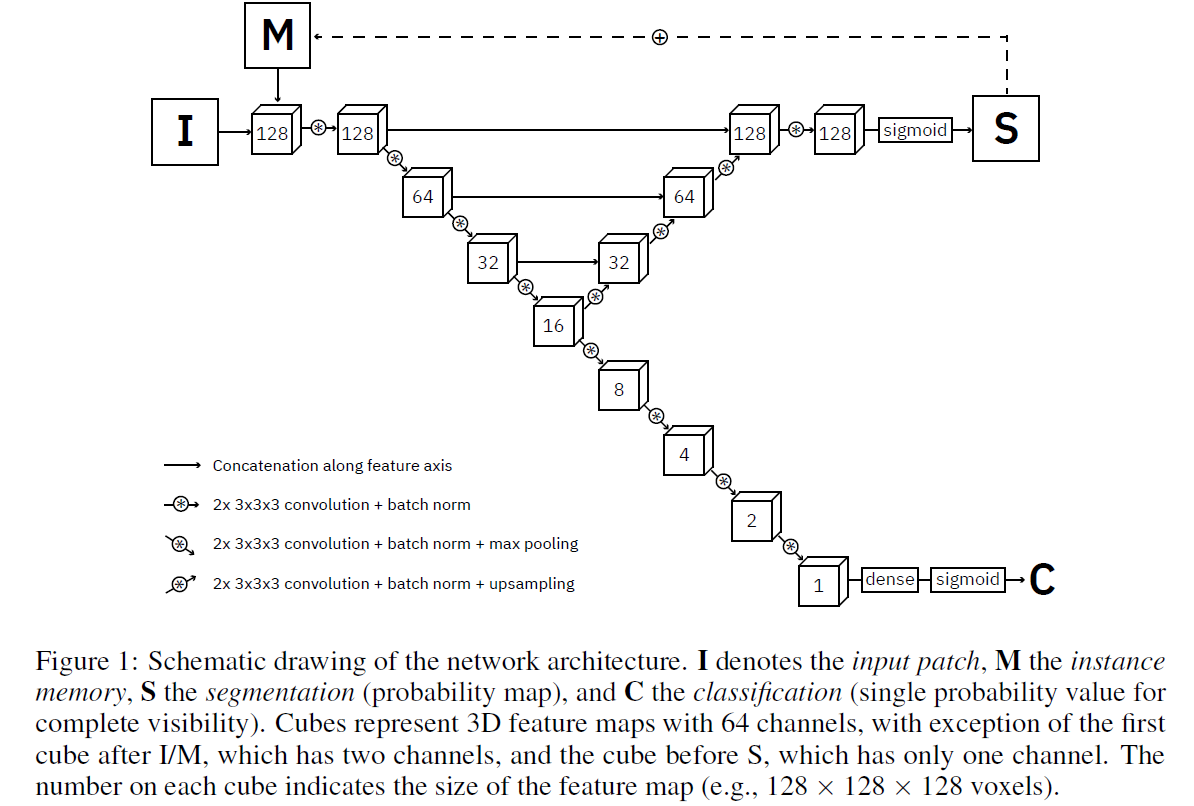 M
I
128
128
128
128
sigmoid
S
64
64
32
32
16
8
4
2
1
dense
sigmoid
C
Concatenation along feature axis
2x 3x3x3 convolution + batch norm
2x 3x3x3 convolution + batch norm + max pooling
2x 3x3x3 convolution + batch norm + upsampling
Figure 1: Schematic drawing of the network architecture. I denotes the input patch, M the instance
memory, S the segmentation (probability map), and C the classification (single probability value for
complete visibility). Cubes represent 3D feature maps with 64 channels, with exception of the first
cube after I/M, which has two channels, and the cube before S, which has only one channel. The
number on each cube indicates the size of the feature map (e.g., 128 × 128 × 128 voxels).